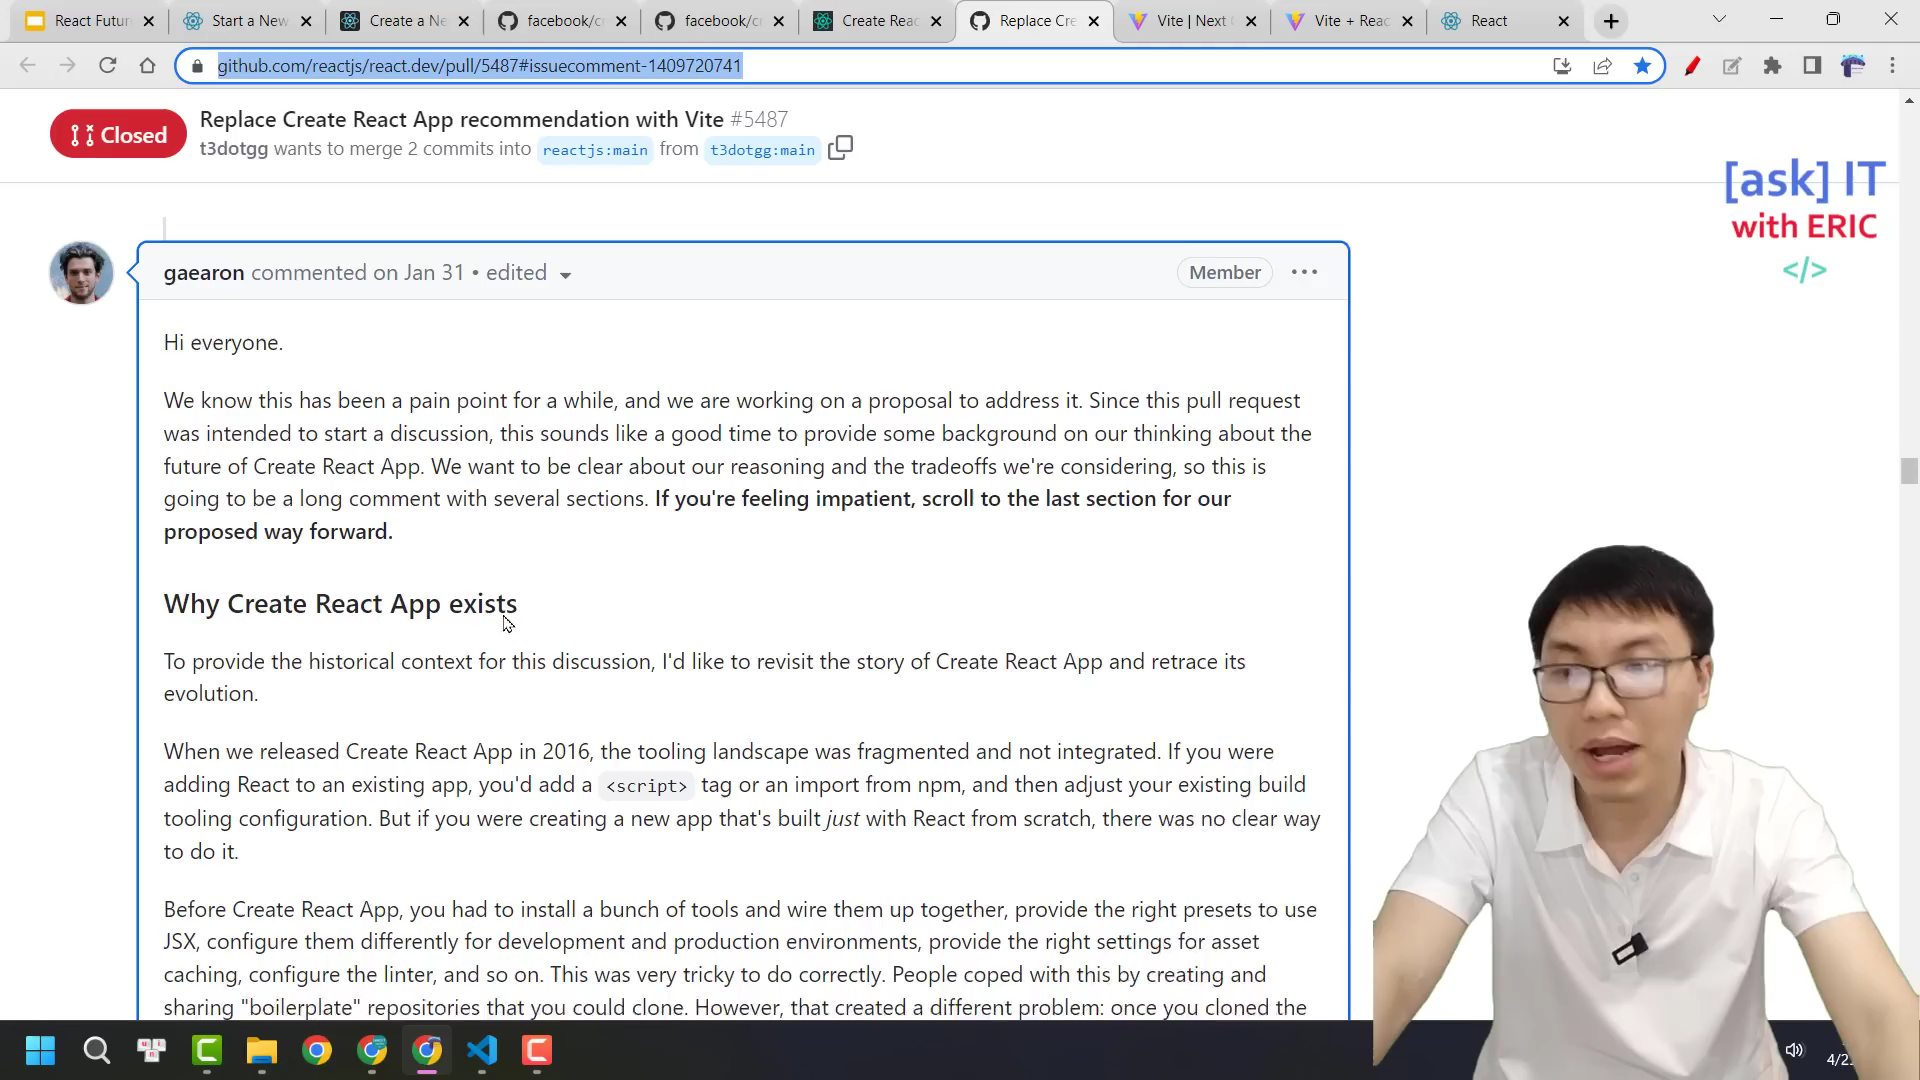 React Futu
Start a New
Create a Ne
facebook/c
facebook/c
Create Reac
Replace Cre
Vite | Next
Vite + Reac
React
github.com/reactjs/react.dev/pull/5487#issuecomment-1409720741
Closed
Replace Create React App recommendation with Vite #5487
t3dotgg wants to merge 2 commits into reactjs:main from t3dotgg:main
[ask] IT
with ERIC
</>
gaearon commented on Jan 31 • edited
Member
Hi everyone.
We know this has been a pain point for a while, and we are working on a proposal to address it. Since this pull request
was intended to start a discussion, this sounds like a good time to provide some background on our thinking about the
future of Create React App. We want to be clear about our reasoning and the tradeoffs we're considering, so this is
going to be a long comment with several sections. If you're feeling impatient, scroll to the last section for our
proposed way forward.
Why Create React App exists
To provide the historical context for this discussion, I'd like to revisit the story of Create React App and retrace its
evolution.
When we released Create React App in 2016, the tooling landscape was fragmented and not integrated. If you were
adding React to an existing app, you'd add a <script> tag or an import from npm, and then adjust your existing build
tooling configuration. But if you were creating a new app that's built just with React from scratch, there was no clear way
to do it.
Before Create React App, you had to install a bunch of tools and wire them up together, provide the right presets to use
JSX, configure them differently for development and production environments, provide the right settings for asset
caching, configure the linter, and so on. This was very tricky to do correctly. People coped with this by creating and
sharing "boilerplate" repositories that you could clone. However, that created a different problem: once you cloned the